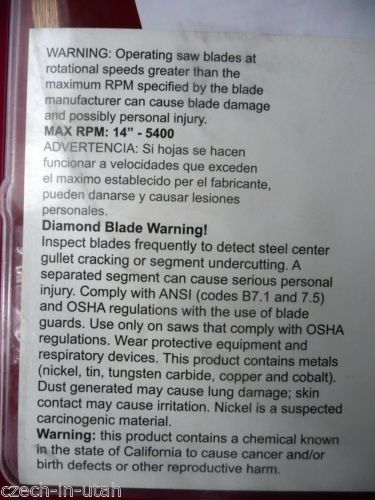 WARNING: Operating saw blades at
rotational speeds greater than the
maximum RPM specified by the blade
manufacturer can cause blade damage
and possibly personal injury.
MAX RPM: 14" - 5400
ADVERTENCIA: Si hojas se hacen
funcionar a velocidades que exceden
el maximo establecido per el fabricante,
pueden danarse y causar lesiones
personales.
Diamond Blade Warning!
Inspect blades frequently to detect steel center
gullet cracking or segment undercutting. A
separated segment can cause serious personal
injury. Comply with ANSI (codes B7.1 and 7.5)
and OSHA regulations with the use of blade
guards. Use only on saws that comply with OSHA
regulations. Wear protective equipment and
respiratory devices. This product contains metals
(nickel, tin, tungsten carbide, copper and cobalt).
Dust generated may cause lung damage; skin
contact may cause irritation. Nickel is a suspected
carcinogenic material.
Warning: this product contains a chemical known
in the state of California to cause cancer and/or
birth defects or other reproductive harm.
czech-in-utah